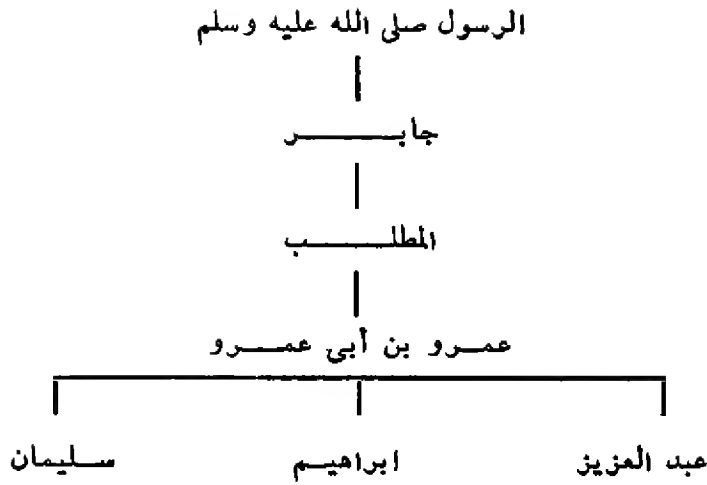 الرسول صلى الله عليه وسلم
جابر
المطلب
عمرو بن أبي عمرو
عبد العزيز ابراهيم سليمان